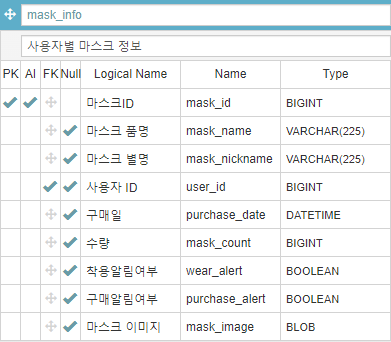 mask_info
사용자별 마스크 정보
PK AI FK Null Logical Name Name Type
마스크ID mask_id BIGINT
마스크 품명 mask_name VARCHAR(225)
마스크 별명 mask_nickname VARCHAR(225)
사용자 ID user_id BIGINT
구매일 purchase_date DATETIME
수량 mask_count BIGINT
착용알림여부 wear_alert BOOLEAN
구매알림여부 purchase_alert BOOLEAN
마스크 이미지 mask_image BLOB